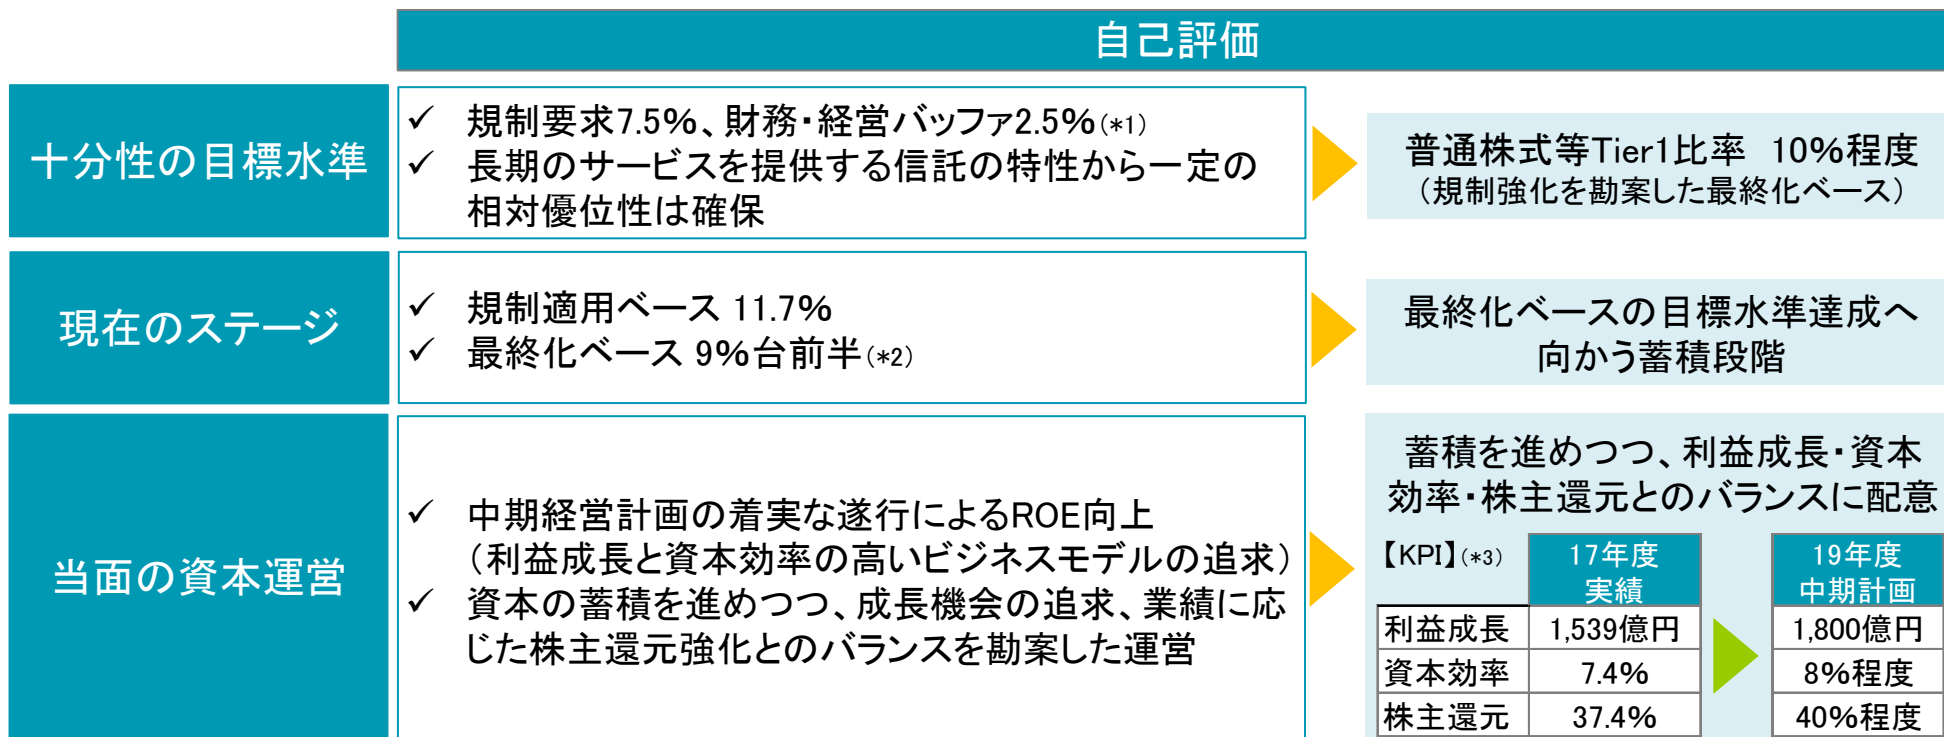 自己評価
十分性の目標水準
✓ 規制要求7.5%、財務・経営バッファ2.5%(*1)
✓ 長期のサービスを提供する信託の特性から一定の
相対優位性は確保
普通株式等Tier1比率 10%程度
（規制強化を勘案した最終化ベース）
現在のステージ
✓ 規制適用ベース 11.7%
✓ 最終化ベース 9%台前半(*2)
最終化ベースの目標水準達成へ
向かう蓄積段階
当面の資本運営
✓ 中期経営計画の着実な遂行によるROE向上
（利益成長と資本効率の高いビジネスモデルの追求）
✓ 資本の蓄積を進めつつ、成長機会の追求、業績に応
じた株主還元強化とのバランスを勘案した運営
蓄積を進めつつ、利益成長・資本
効率・株主還元とのバランスに配意
【KPI】(*3) 17年度 19年度
実績 中期計画
利益成長 1,539億円 1,800億円
資本効率 7.4% 8%程度
株主還元 37.4% 40%程度